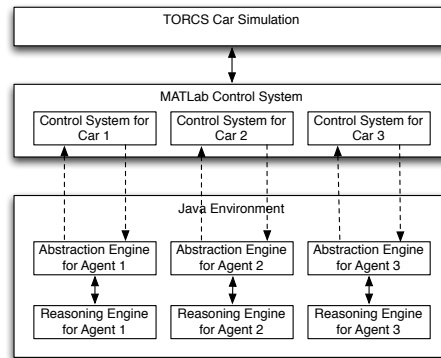 TORCS Car Simulation
MATLab Control System
Control System for
Car 1
Control System for
Car 2
Control System for
Car 3
Java Environment
Abstraction Engine
for Agent 1
Abstraction Engine
for Agent 2
Abstraction Engine
for Agent 3
Reasoning Engine
for Agent 1
Reasoning Engine
for Agent 2
Reasoning Engine
for Agent 3